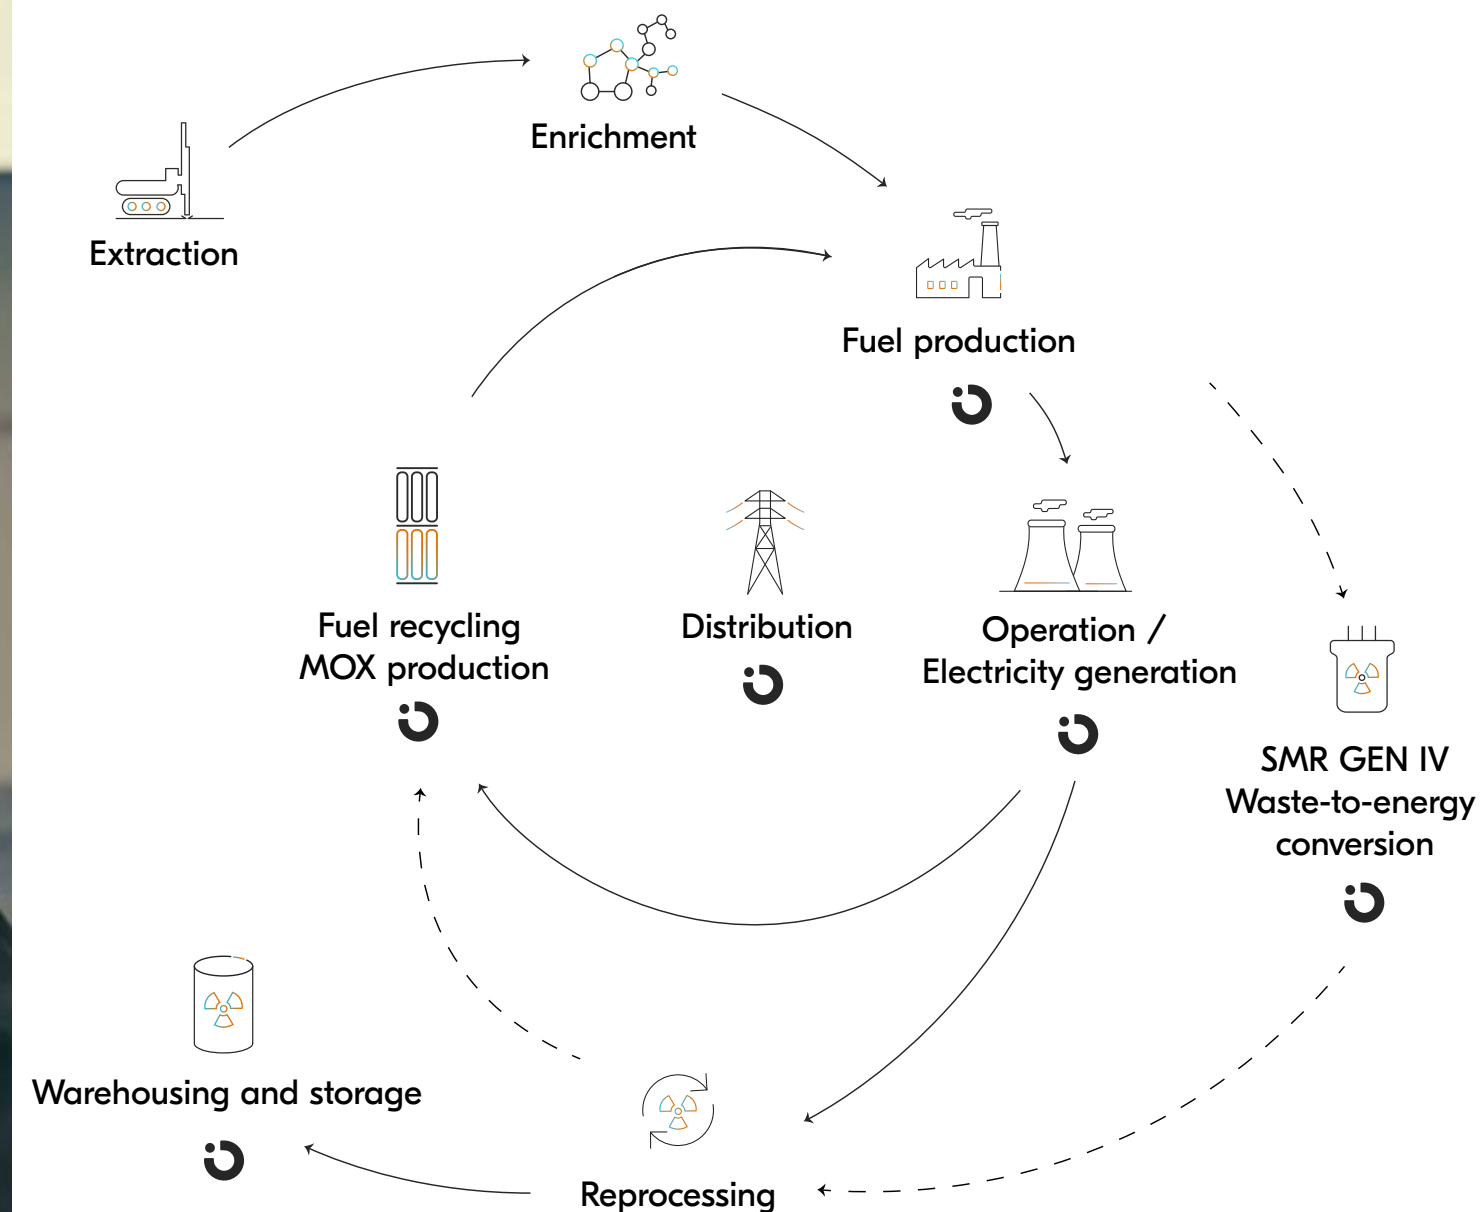 Enrichment
Extraction
Fuel production
Fuel recycling
MOX production
Distribution
Operation /
Electricity generation
SMR GEN IV
Waste-to-energy
conversion
Warehousing and storage
Reprocessing